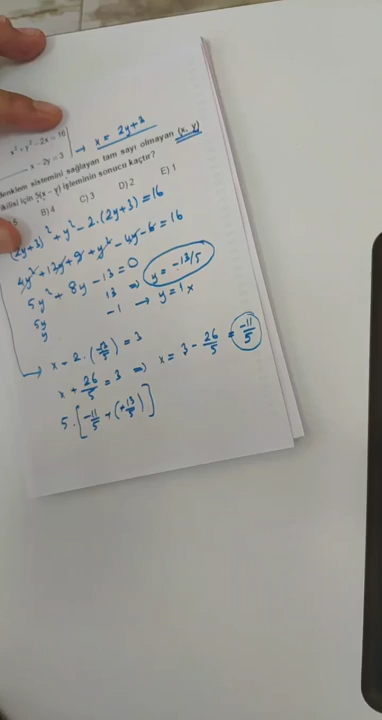 x² + y² - 2x = 16
x - 2y = 3 → x = 2y+3
denklem sistemini sağlayan tam sayı olmayan (x, y)
ikilisi için 5(x - y) işleminin sonucu kaçtır?
B) 4 C) 3 D) 2 E) 1
(2y+3)² + y² - 2.(2y+3) = 16
4y² + 12y + 9 + y² - 4y - 6 = 16
5y² + 8y - 13 = 0 ⇒ y = -13/5
5y 13
y -1 → y = 1 x
x - 2.(-13/5) = 3
x + 26/5 = 3 ⇒ x = 3 - 26/5 = -11/5
5.[-11/5 + (+13/5)]